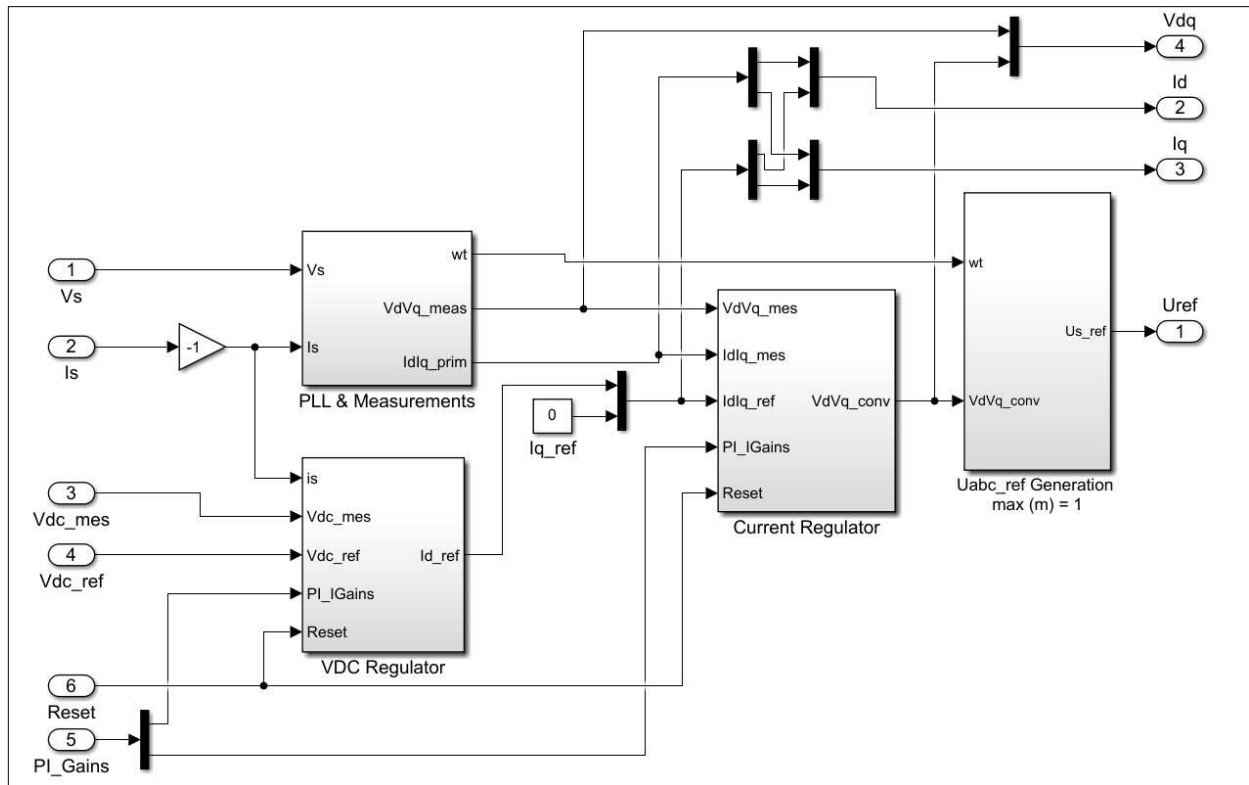 Vdq
4
Id
2
Iq
3
1
Vs
2
Is
-1
Vs
Is
wt
VdVq_meas
IdIq_prim
PLL & Measurements
0
Iq_ref
VdVq_mes
IdIq_mes
IdIq_ref
PI_IGains
Reset
VdVq_conv
Current Regulator
wt
VdVq_conv
Us_ref
Uabc_ref Generation
max (m) = 1
Uref
1
3
Vdc_mes
4
Vdc_ref
is
Vdc_mes
Vdc_ref
PI_IGains
Reset
Id_ref
VDC Regulator
6
Reset
5
PI_Gains